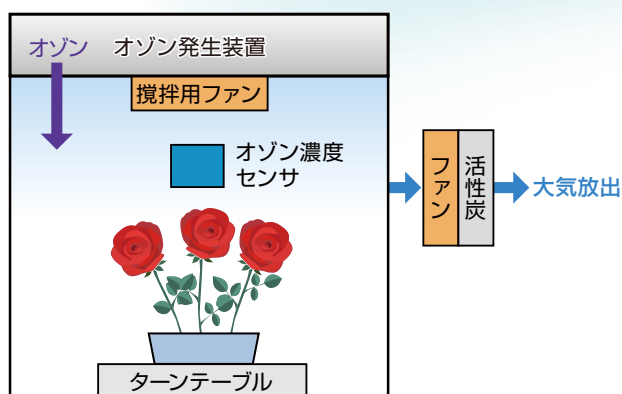 オゾン
オゾン発生装置
撹拌用ファン
オゾン濃度
センサ
ファン
活性炭
大気放出
ターンテーブル